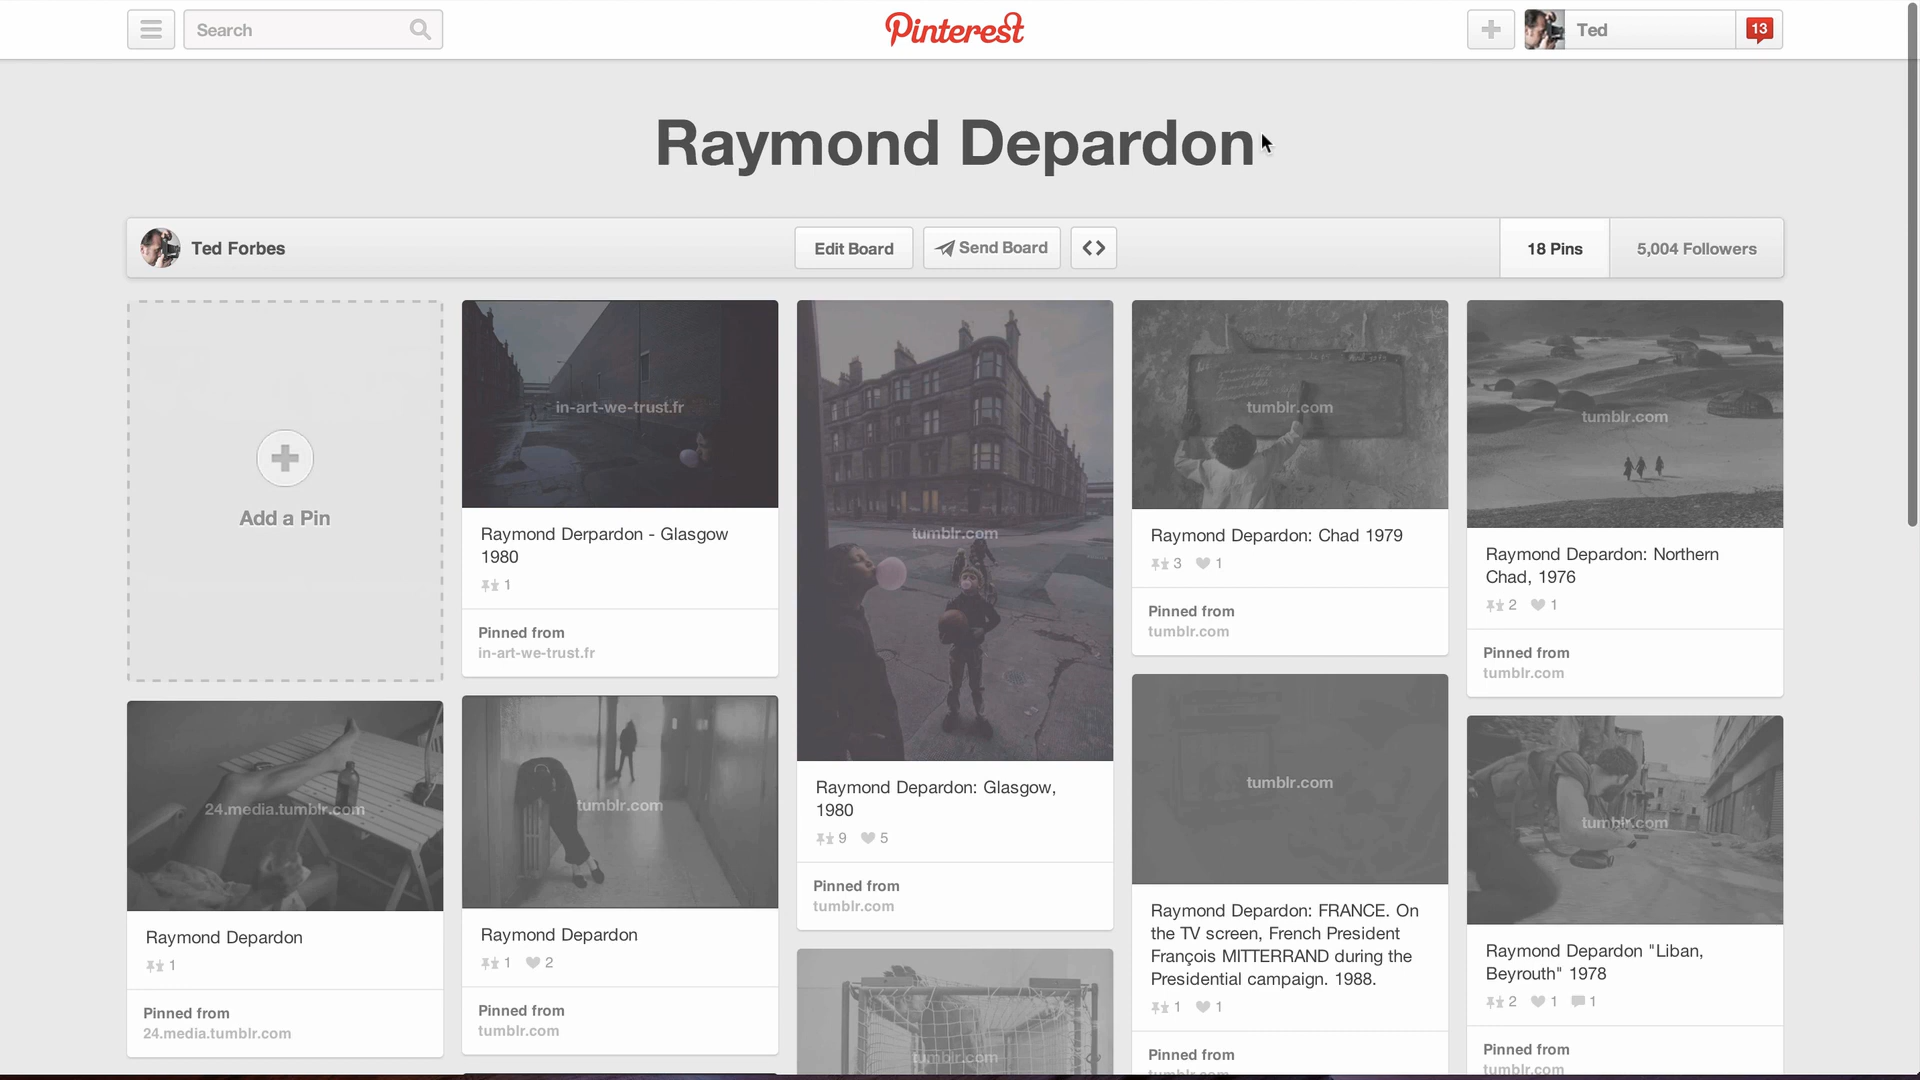 Search
Pinterest
Ted
13
Raymond Depardon
Ted Forbes
Edit Board
Send Board
18 Pins
5,004 Followers
Add a Pin
in-art-we-trust.fr
Raymond Derpardon - Glasgow
1980
1
Pinned from
in-art-we-trust.fr
tumblr.com
Raymond Depardon: Glasgow,
1980
9
5
Pinned from
tumblr.com
tumblr.com
Raymond Depardon: Chad 1979
3
1
Pinned from
tumblr.com
tumblr.com
Raymond Depardon: Northern
Chad, 1976
2
1
Pinned from
tumblr.com
24.media.tumblr.com
Raymond Depardon
1
Pinned from
24.media.tumblr.com
tumblr.com
Raymond Depardon
1
2
Pinned from
tumblr.com
tumblr.com
tumblr.com
Raymond Depardon: FRANCE. On
the TV screen, French President
François MITTERRAND during the
Presidential campaign. 1988.
1
1
Pinned from
tumblr.com
tumblr.com
Raymond Depardon "Liban,
Beyrouth" 1978
2
1
1
Pinned from
tumblr.com